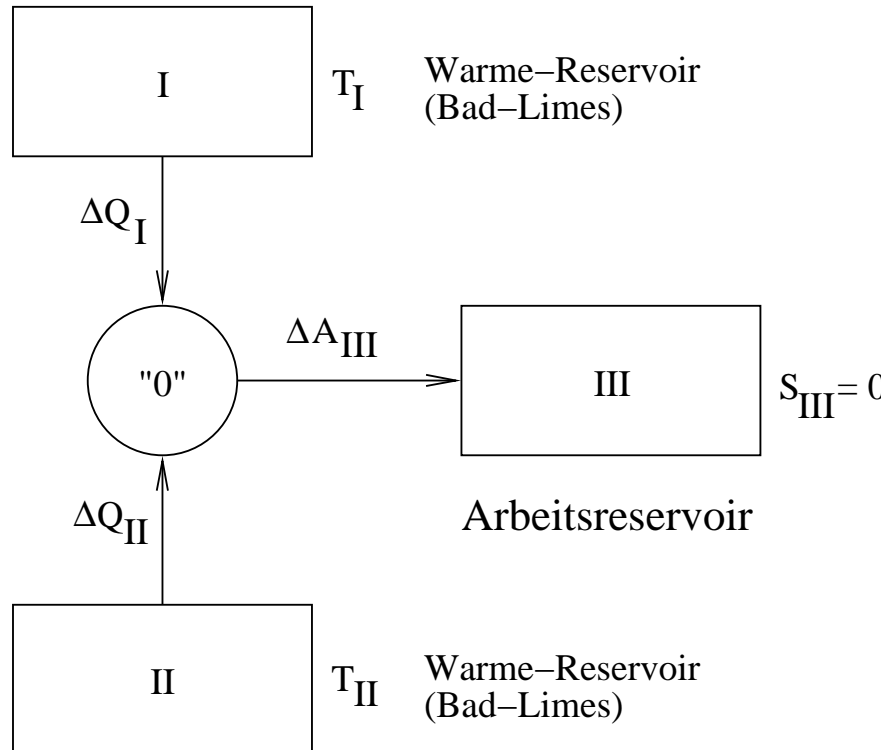 I
T_I
Warme−Reservoir
(Bad−Limes)
ΔQ_I
ΔA_III
"0"
III
S_III = 0
ΔQ_II
Arbeitsreservoir
II
T_II
Warme−Reservoir
(Bad−Limes)